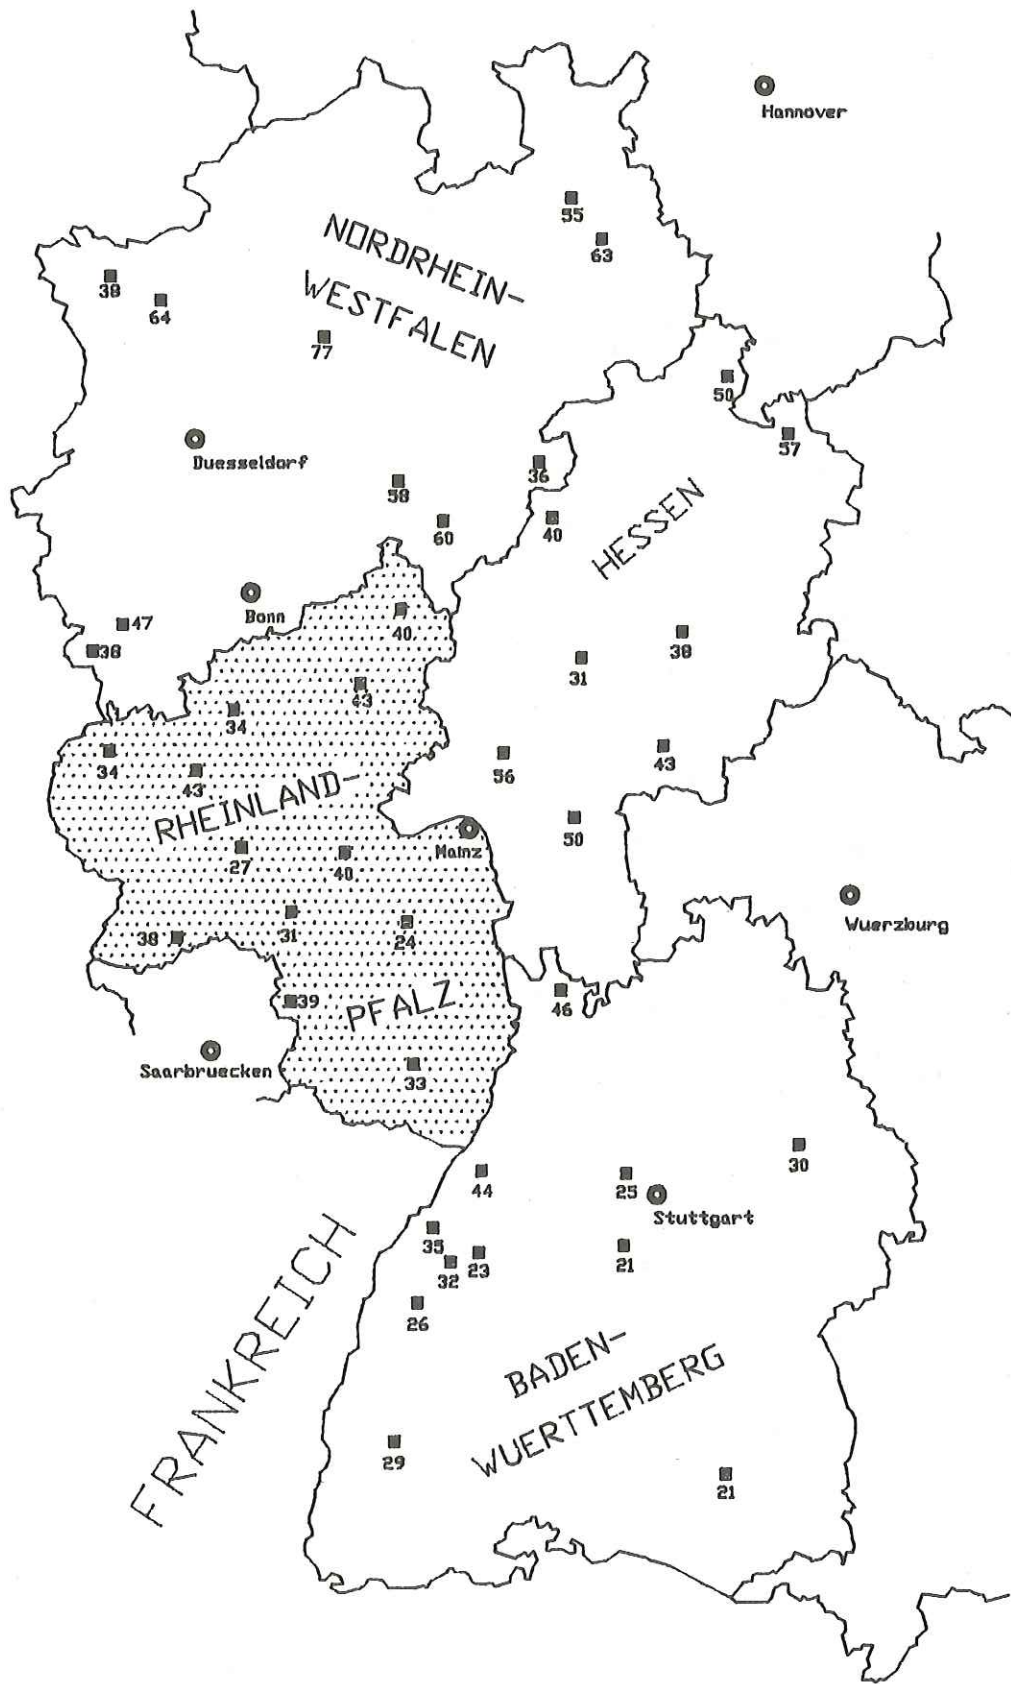 Hannover
55
NORDRHEIN-
63
38
WESTFALEN
64
77
50
57
Duesseldorf
36
58
HESSEN
60
40
Bonn
40
47
38
38
31
43
34
43
34
56
43
RHEINLAND-
50
Mainz
27
40
Wuerzburg
31
24
38
39
PFALZ
46
Saarbruecken
33
30
44
25
Stuttgart
35
23
21
32
FRANKREICH
26
BADEN-
WUERTTEMBERG
29
21